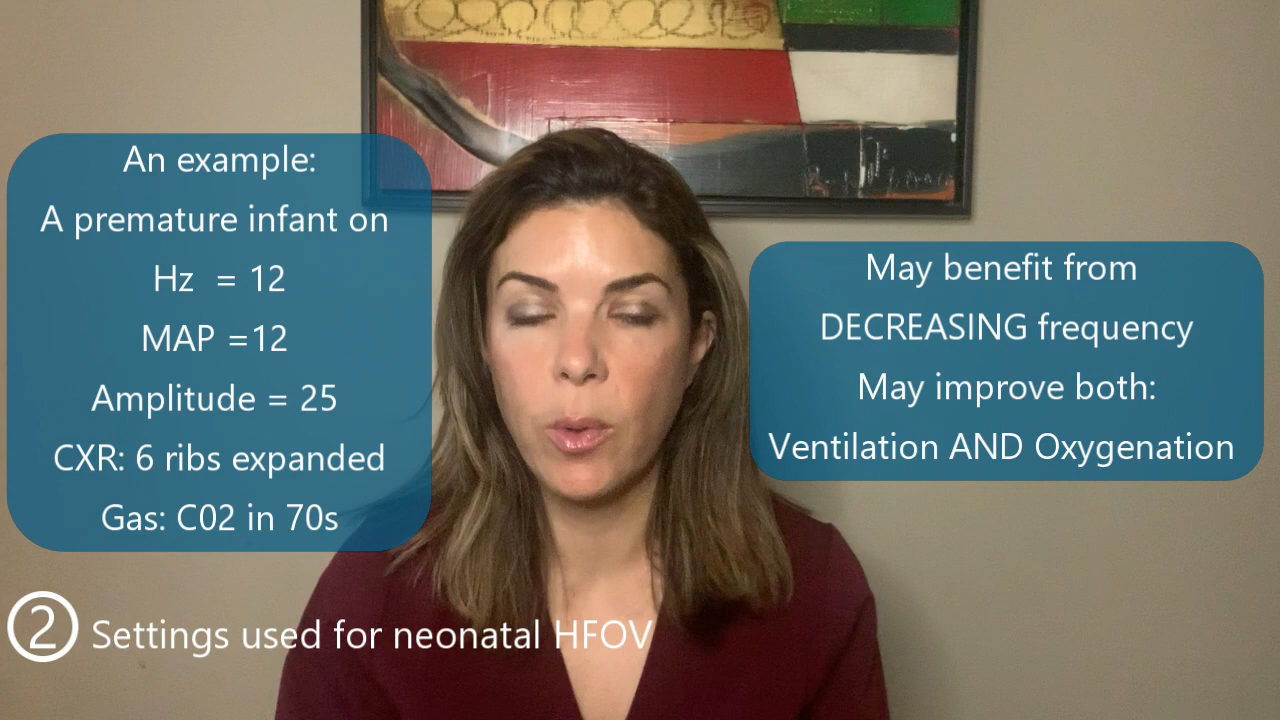 An example:
A premature infant on
Hz = 12
MAP =12
Amplitude = 25
CXR: 6 ribs expanded
Gas: C02 in 70s
May benefit from
DECREASING frequency
May improve both:
Ventilation AND Oxygenation
2 Settings used for neonatal HFOV